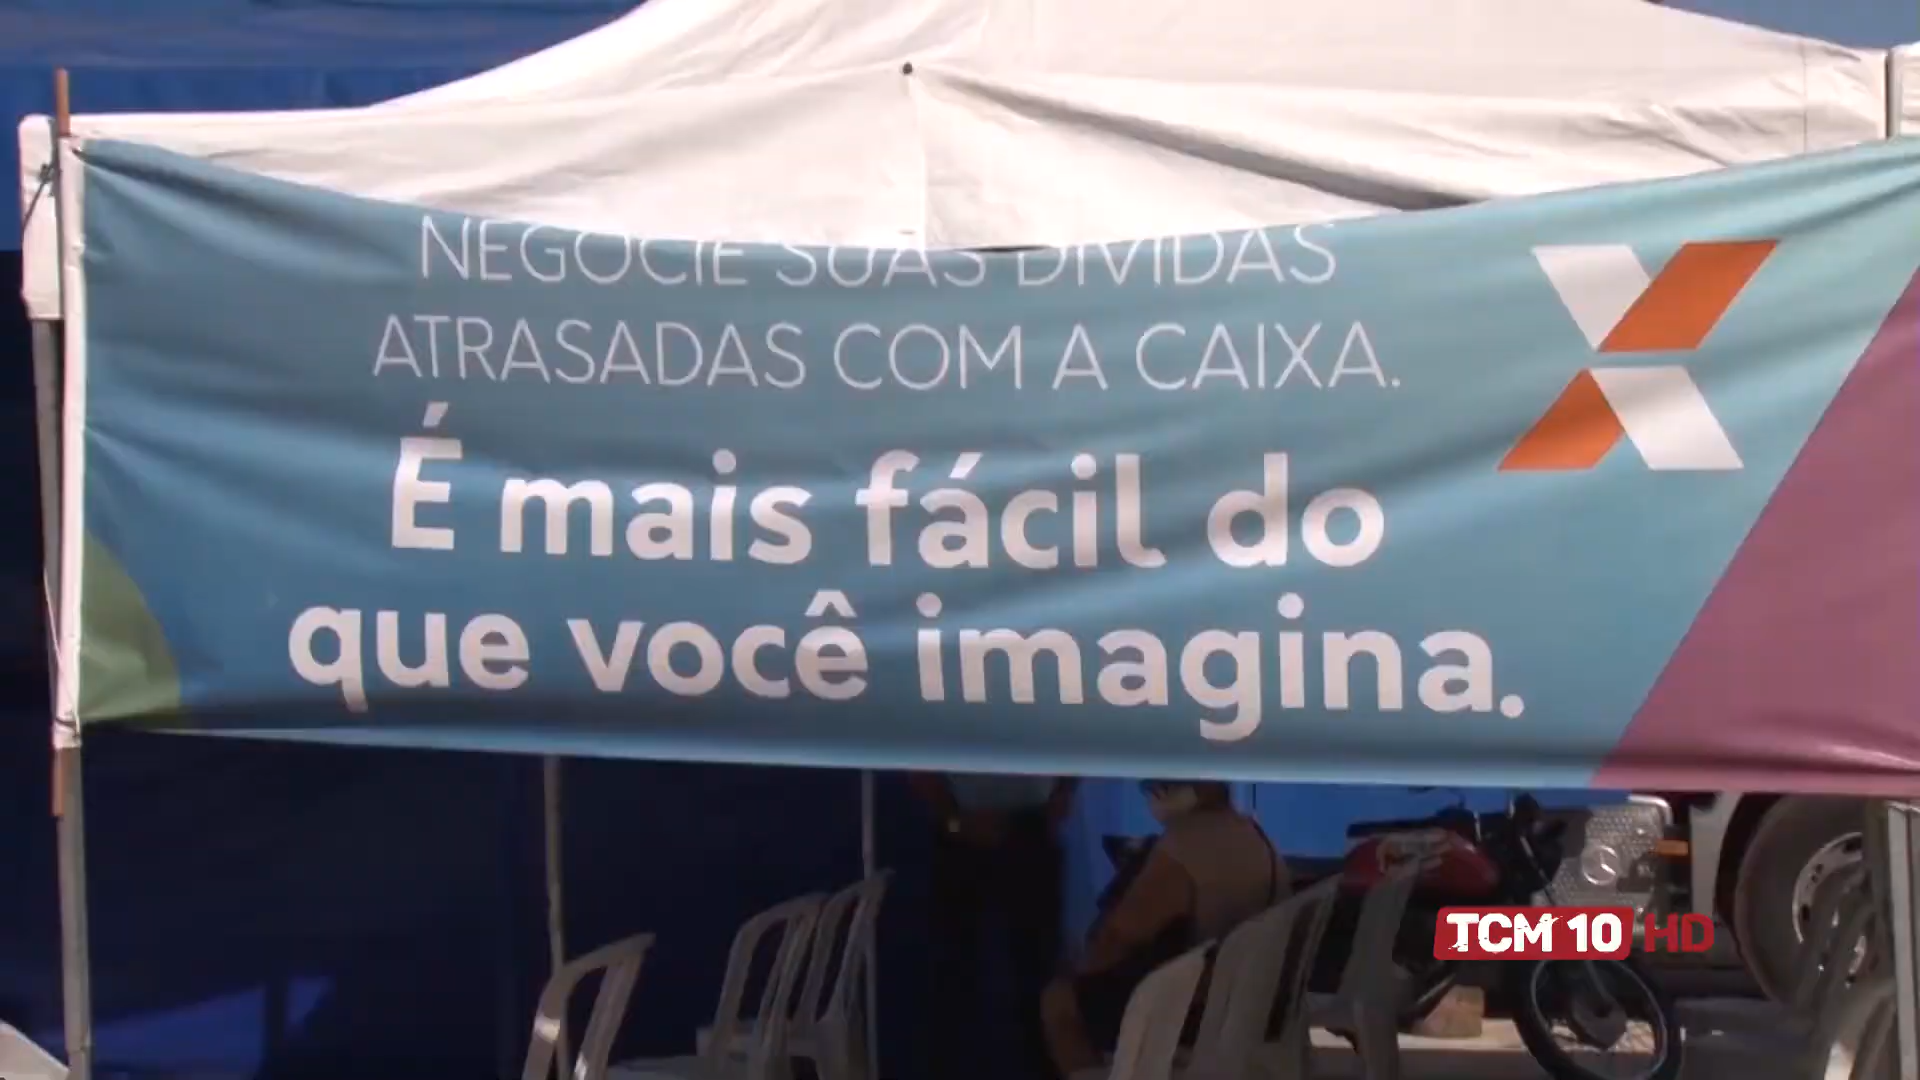 NEGOCIE SUAS DÍVIDAS
ATRASADAS COM A CAIXA.
É mais fácil do
que você imagina.
TCM 10 HD